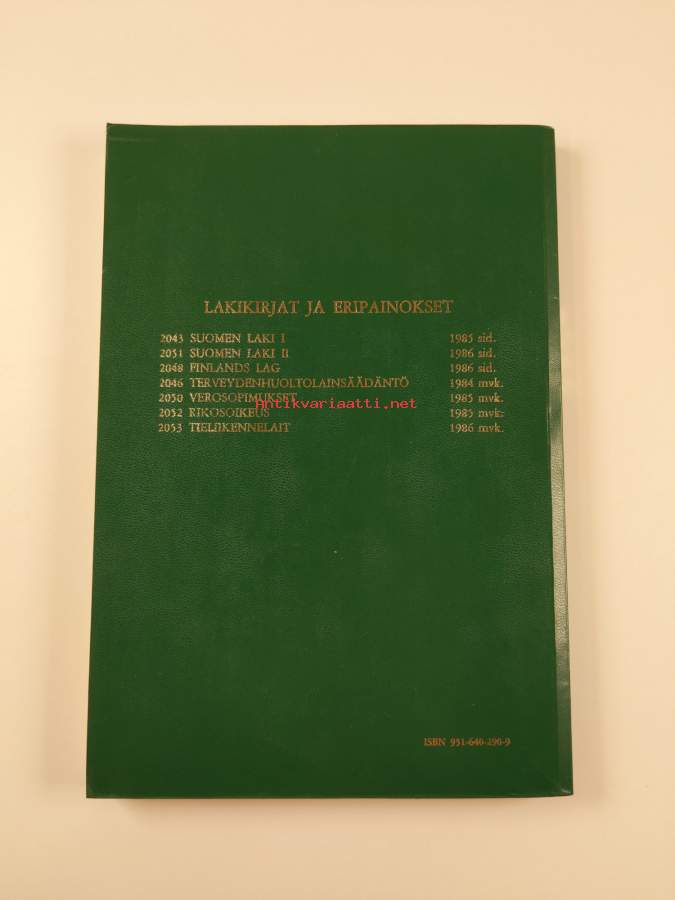 LAKIKIRJAT JA ERIPAINOKSET
2043 SUOMEN LAKI I 1985 sid.
2051 SUOMEN LAKI II 1986 sid.
2048 FINLANDS LAG 1986 sid.
2046 TERVEYDENHUOLTOLAINSÄÄDÄNTÖ 1984 mvk.
2050 VEROSOPIMUKSET 1985 mvk.
Antikvariaatti.net
2052 RIKOSOIKEUS 1985 mvk.
2053 TIELIIKENNELAIT 1986 mvk.
ISBN 951-640-290-9